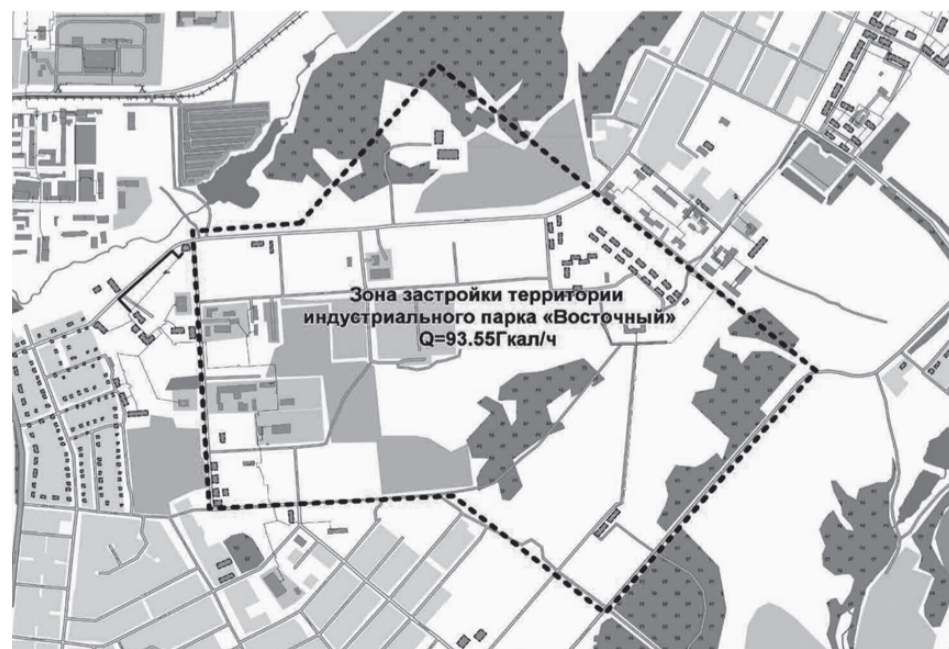 Зона застройки территории
индустриального парка «Восточный»
Q=93.55Гкал/ч